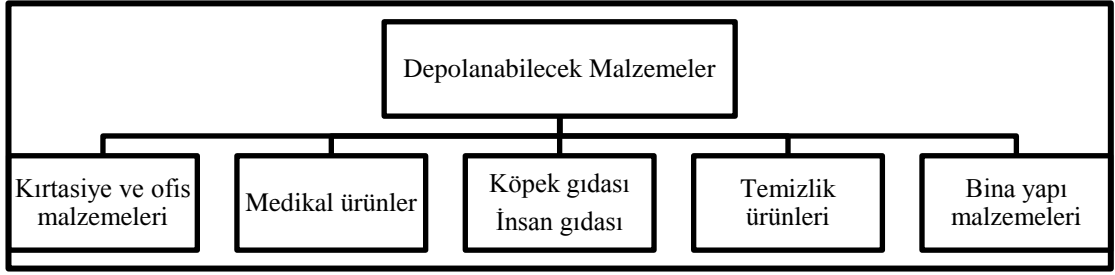 Depolanabilecek Malzemeler
Kırtasiye ve ofis
malzemeleri
Medikal ürünler
Köpek gıdası
İnsan gıdası
Temizlik
ürünleri
Bina yapı
malzemeleri